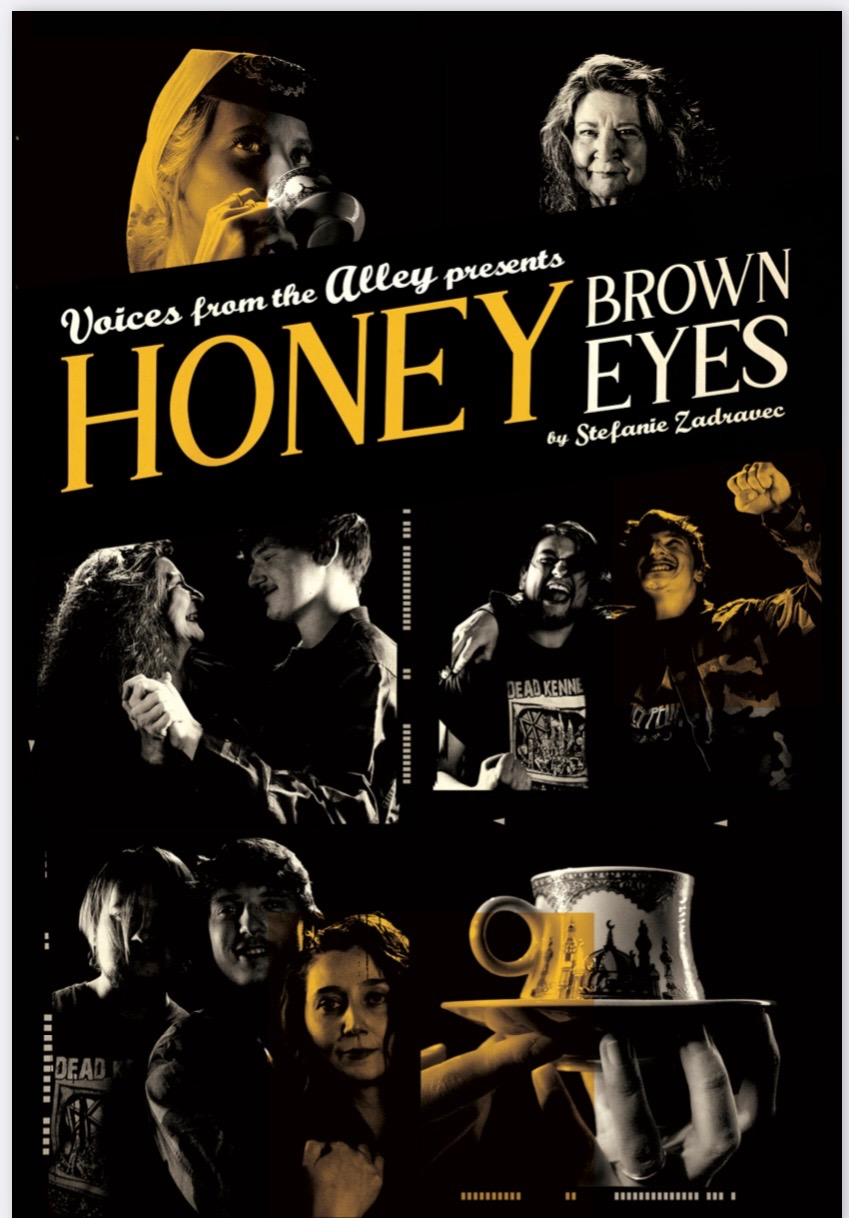 Voices from the Alley presents
HONEY
BROWN
EYES
by Stefanie Zadravec
DEAD KENNE
DEAD K